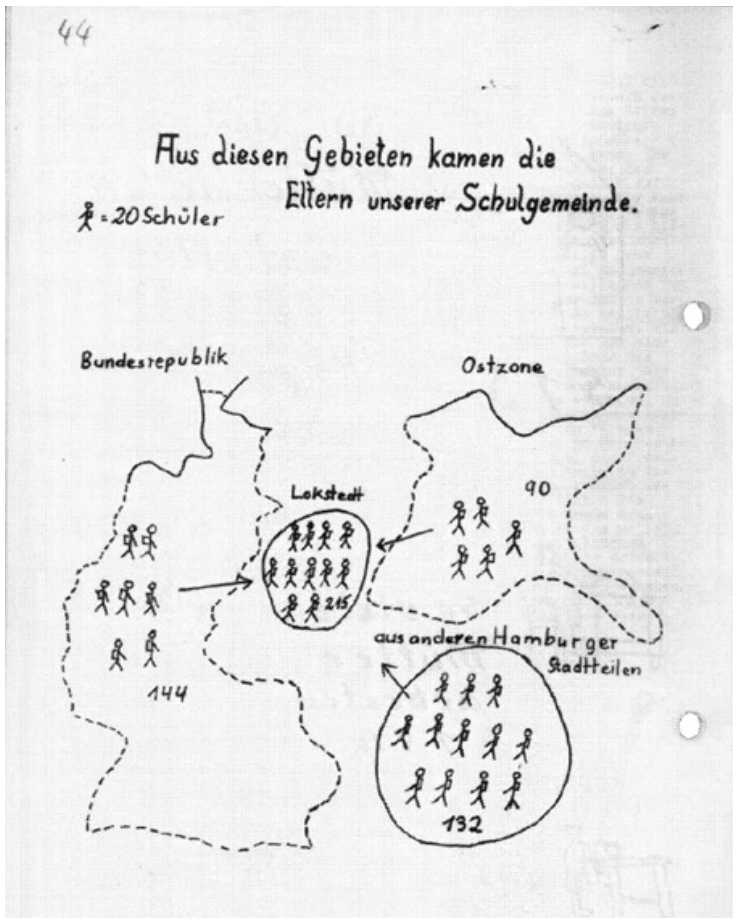 44
Aus diesen Gebieten kamen die
Eltern unserer Schulgemeinde.
= 20 Schüler
Bundesrepublik
Ostzone
90
Lokstedt
215
aus anderen Hamburger
Stadtteilen
144
132